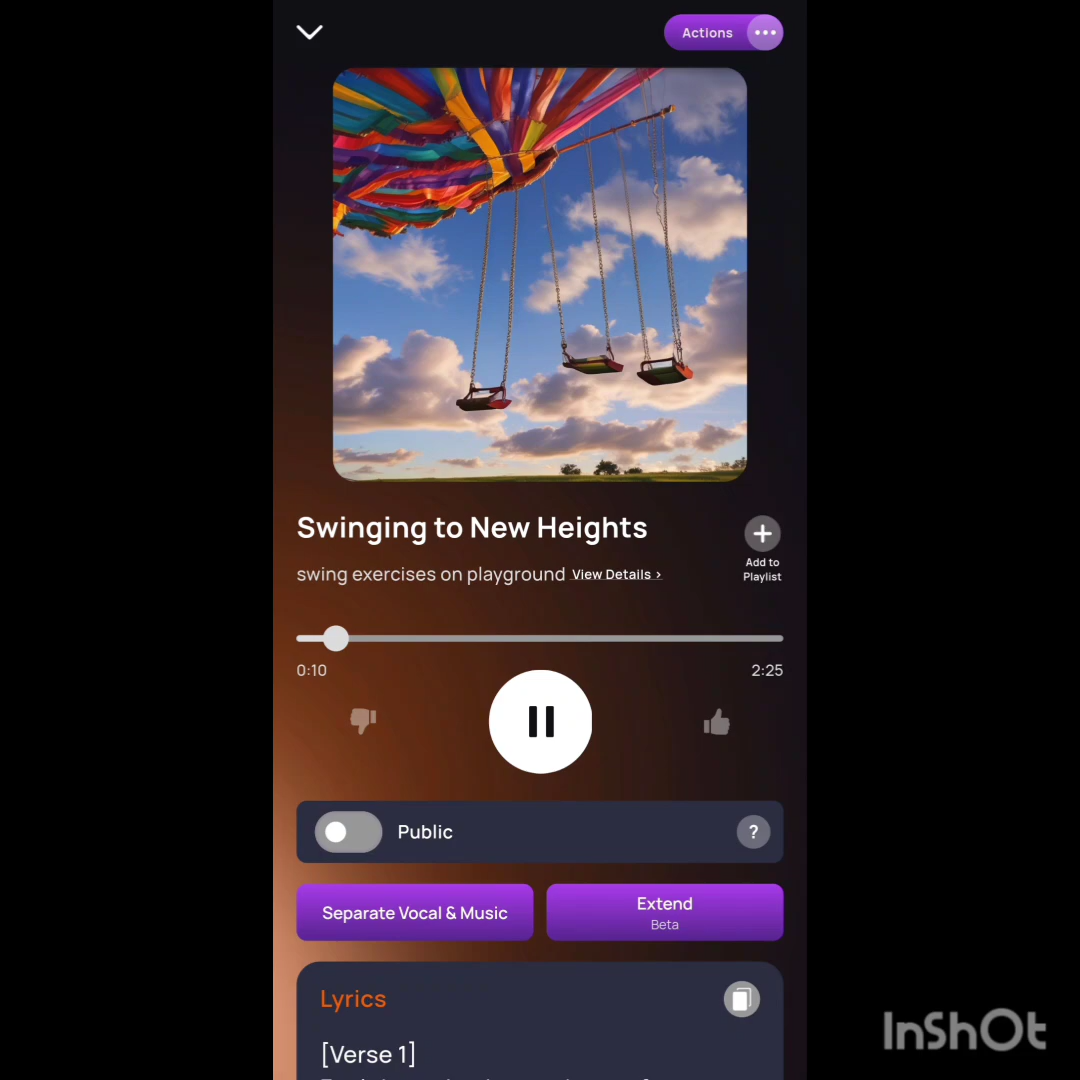 Actions
Swinging to New Heights
swing exercises on playground View Details >
Add to
Playlist
0:10
2:25
Public
?
Separate Vocal & Music
Extend
Beta
Lyrics
[Verse 1]
InShOt